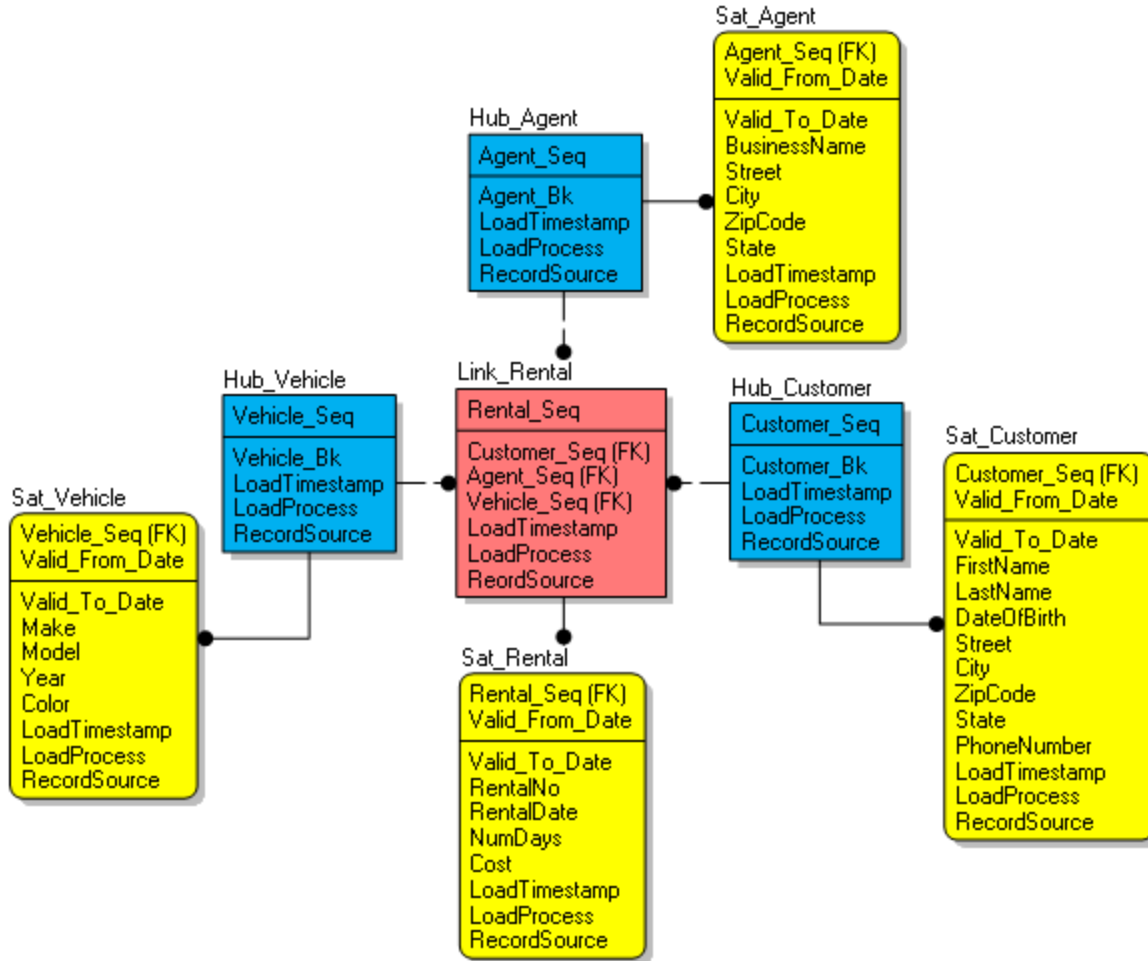 Sat_Agent
Agent_Seq (FK)
Valid_From_Date
Valid_To_Date
BusinessName
Street
City
ZipCode
State
LoadTimestamp
LoadProcess
RecordSource
Hub_Agent
Agent_Seq
Agent_Bk
LoadTimestamp
LoadProcess
RecordSource
Hub_Vehicle
Vehicle_Seq
Vehicle_Bk
LoadTimestamp
LoadProcess
RecordSource
Link_Rental
Rental_Seq
Customer_Seq (FK)
Agent_Seq (FK)
Vehicle_Seq (FK)
LoadTimestamp
LoadProcess
ReordSource
Hub_Customer
Customer_Seq
Customer_Bk
LoadTimestamp
LoadProcess
RecordSource
Sat_Customer
Customer_Seq (FK)
Valid_From_Date
Valid_To_Date
FirstName
LastName
DateOfBirth
Street
City
ZipCode
State
PhoneNumber
LoadTimestamp
LoadProcess
RecordSource
Sat_Vehicle
Vehicle_Seq (FK)
Valid_From_Date
Valid_To_Date
Make
Model
Year
Color
LoadTimestamp
LoadProcess
RecordSource
Sat_Rental
Rental_Seq (FK)
Valid_From_Date
Valid_To_Date
RentalNo
RentalDate
NumDays
Cost
LoadTimestamp
LoadProcess
RecordSource